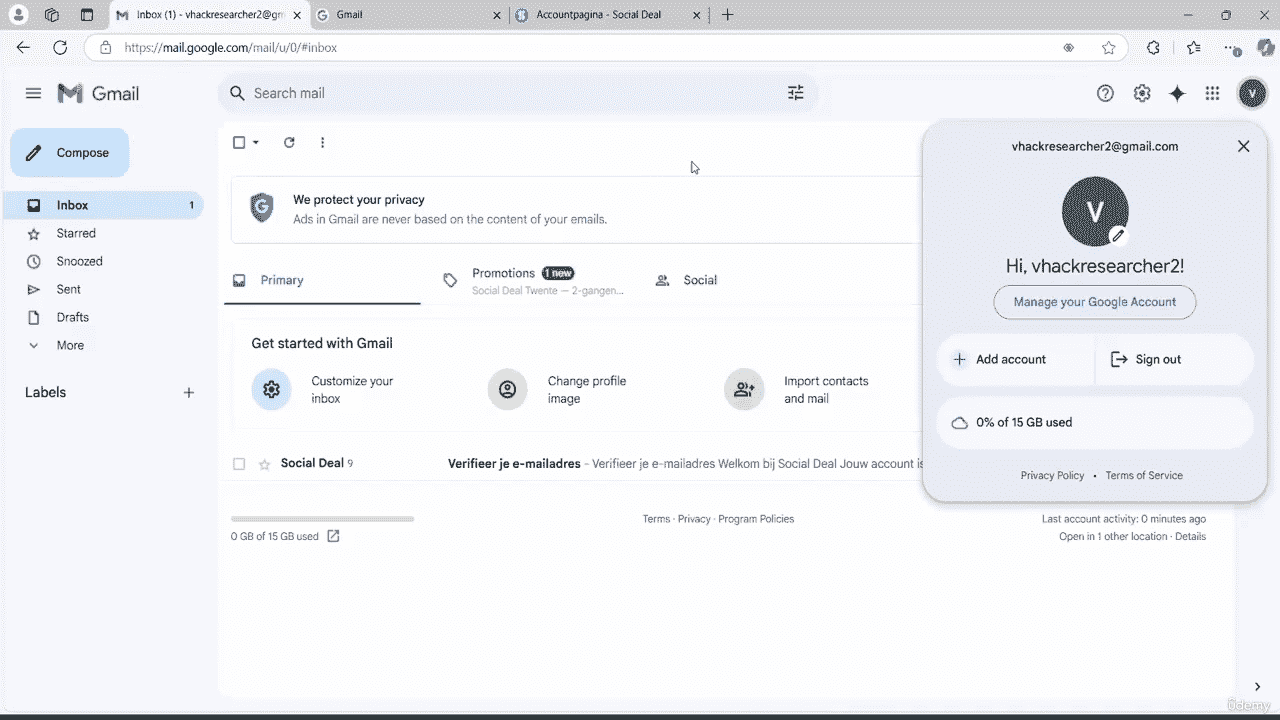 Inbox (1) - vhackresearcher2@gm
Gmail
Accountpagina - Social Deal
https://mail.google.com/mail/u/0/#inbox
Gmail
Search mail
V
Compose
vhackresearcher2@gmail.com
We protect your privacy
Ads in Gmail are never based on the content of your emails.
Inbox
1
Starred
Snoozed
Sent
Drafts
More
Labels
V
Hi, vhackresearcher2!
Manage your Google Account
Primary
Promotions
1 new
Social Deal Twente — 2-gangen...
Social
Get started with Gmail
Customize your
inbox
Change profile
image
Import contacts
and mail
Add account
Sign out
0% of 15 GB used
Social Deal 9
Verifieer je e-mailadres - Verifieer je e-mailadres Welkom bij Social Deal Jouw account is
Privacy Policy • Terms of Service
0 GB of 15 GB used
Terms · Privacy · Program Policies
Last account activity: 0 minutes ago
Open in 1 other location · Details
Udemy